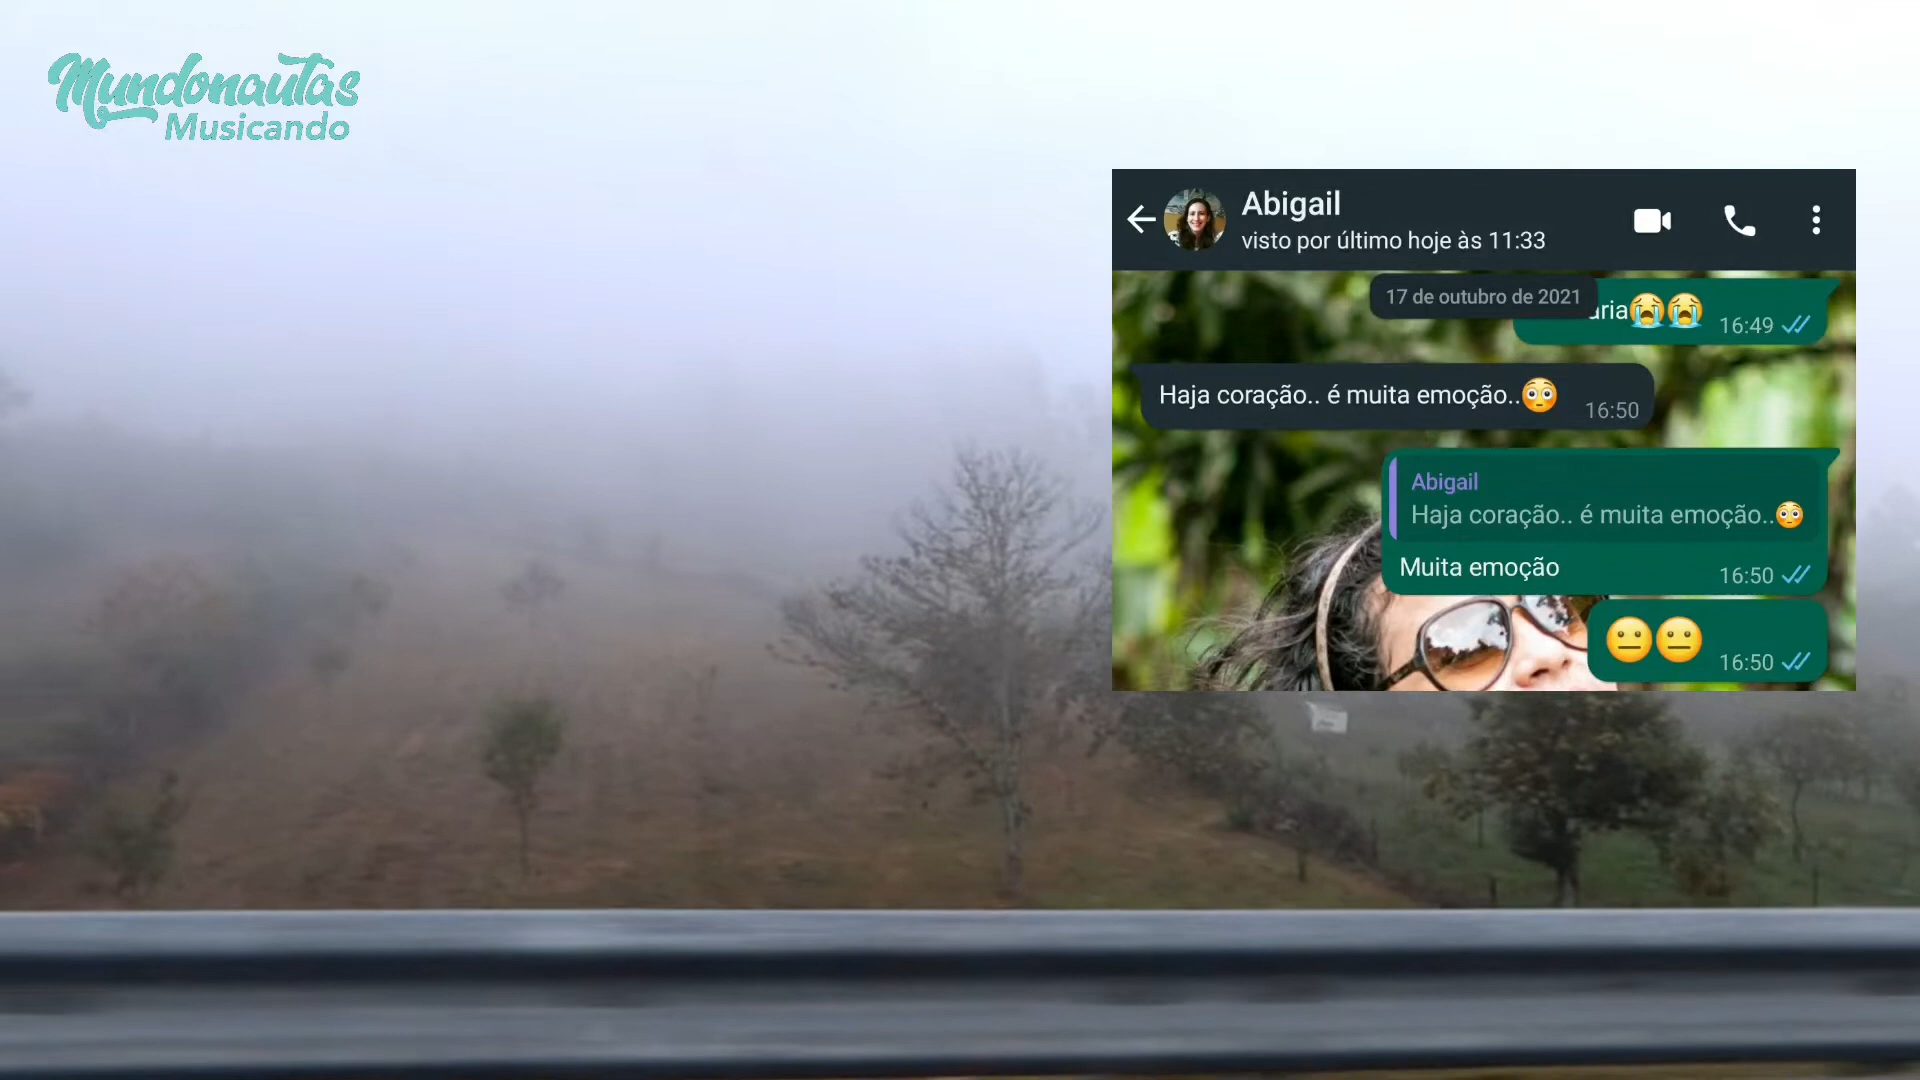 Mundonautas
Musicando
Abigail
visto por último hoje às 11:33
17 de outubro de 2021
😭😭
16:49
Haja coração.. é muita emoção..😳
16:50
Abigail
Haja coração.. é muita emoção..😳
Muita emoção
16:50
😐😐
16:50